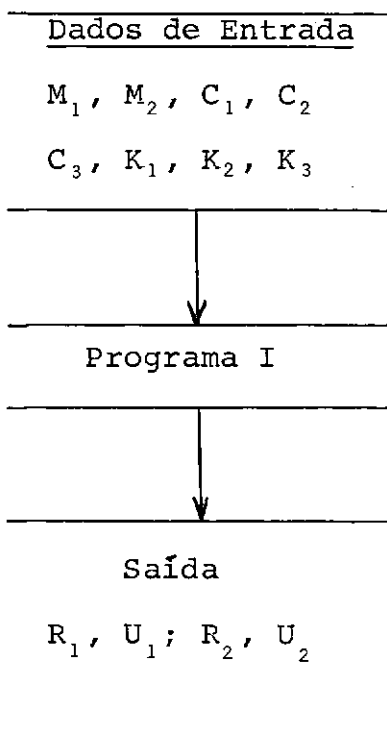 Dados de Entrada
M₁, M₂, C₁, C₂
C₃, K₁, K₂, K₃
Programa I
Saída
R₁, U₁; R₂, U₂